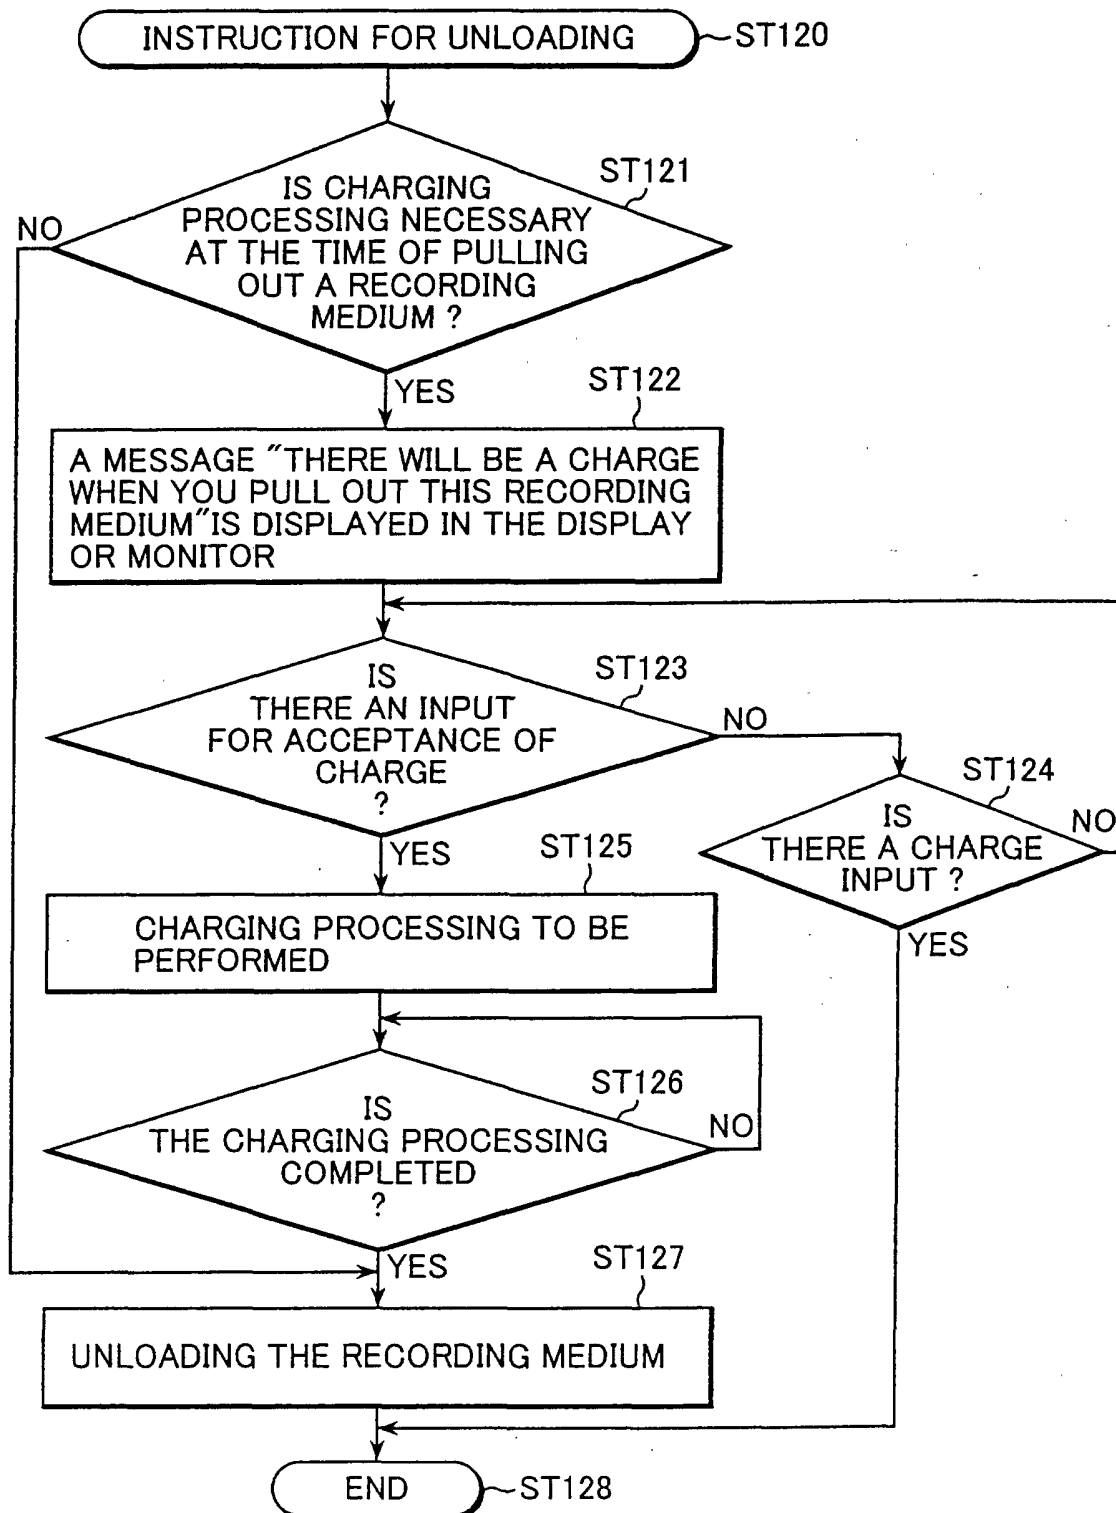 INSTRUCTION FOR UNLOADING
ST120
ST121
IS CHARGING
PROCESSING NECESSARY
AT THE TIME OF PULLING
OUT A RECORDING
MEDIUM ?
NO
YES
ST122
A MESSAGE "THERE WILL BE A CHARGE
WHEN YOU PULL OUT THIS RECORDING
MEDIUM"IS DISPLAYED IN THE DISPLAY
OR MONITOR
ST123
IS
THERE AN INPUT
FOR ACCEPTANCE OF
CHARGE
?
NO
YES
ST124
IS
THERE A CHARGE
INPUT ?
NO
YES
ST125
CHARGING PROCESSING TO BE
PERFORMED
ST126
IS
THE CHARGING PROCESSING
COMPLETED
?
NO
YES
ST127
UNLOADING THE RECORDING MEDIUM
END
ST128